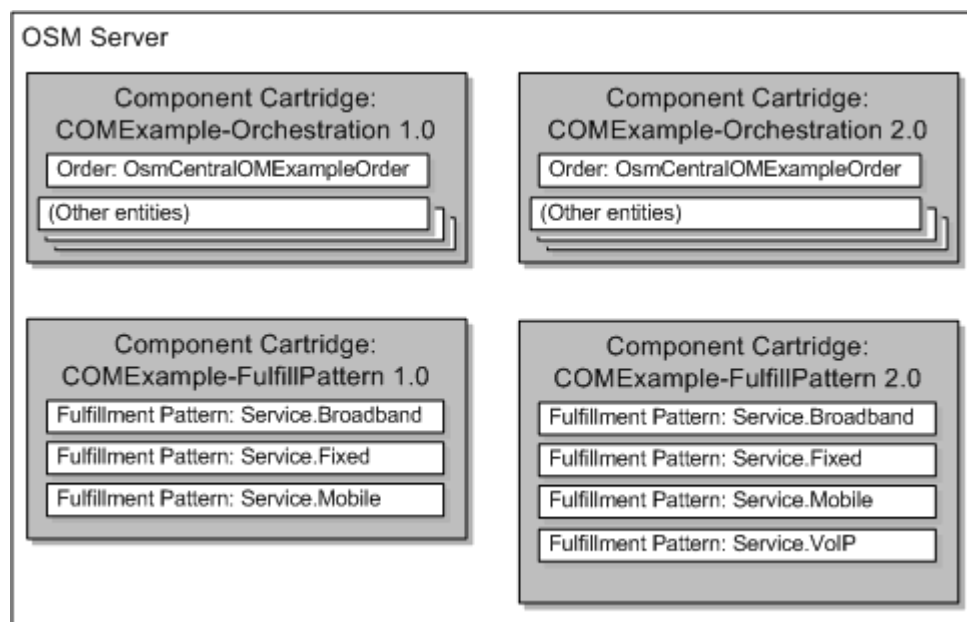 OSM Server
Component Cartridge:
COMExample-Orchestration 1.0
Order: OsmCentralOMExampleOrder
(Other entities)
Component Cartridge:
COMExample-Orchestration 2.0
Order: OsmCentralOMExampleOrder
(Other entities)
Component Cartridge:
COMExample-FulfillPattern 1.0
Fulfillment Pattern: Service.Broadband
Fulfillment Pattern: Service.Fixed
Fulfillment Pattern: Service.Mobile
Component Cartridge:
COMExample-FulfillPattern 2.0
Fulfillment Pattern: Service.Broadband
Fulfillment Pattern: Service.Fixed
Fulfillment Pattern: Service.Mobile
Fulfillment Pattern: Service.VoIP